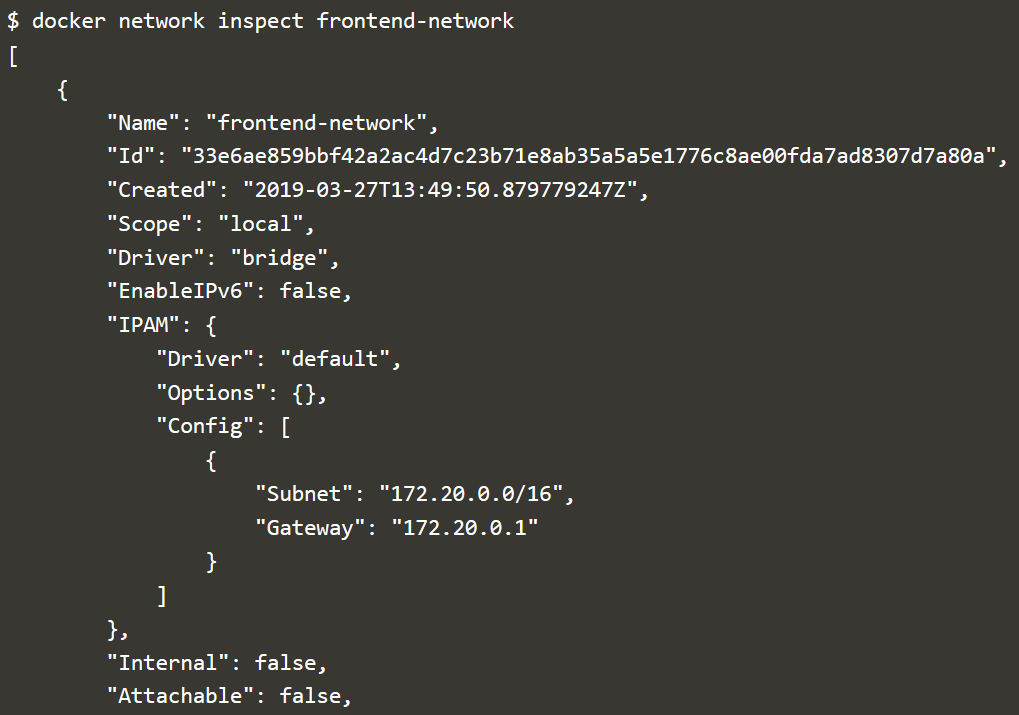 $ docker network inspect frontend-network
[
    {
        "Name": "frontend-network",
        "Id": "33e6ae859bbf42a2ac4d7c23b71e8ab35a5a5e1776c8ae00fda7ad8307d7a80a",
        "Created": "2019-03-27T13:49:50.879779247Z",
        "Scope": "local",
        "Driver": "bridge",
        "EnableIPv6": false,
        "IPAM": {
            "Driver": "default",
            "Options": {},
            "Config": [
                {
                    "Subnet": "172.20.0.0/16",
                    "Gateway": "172.20.0.1"
                }
            ]
        },
        "Internal": false,
        "Attachable": false,